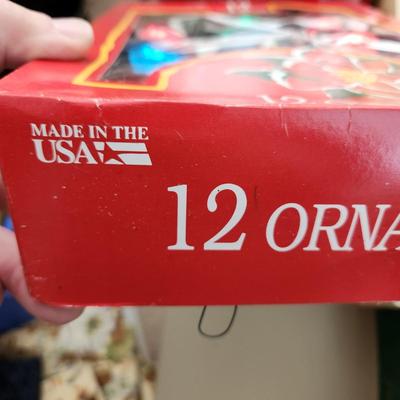 MADE IN THE
USA
12 ORNA